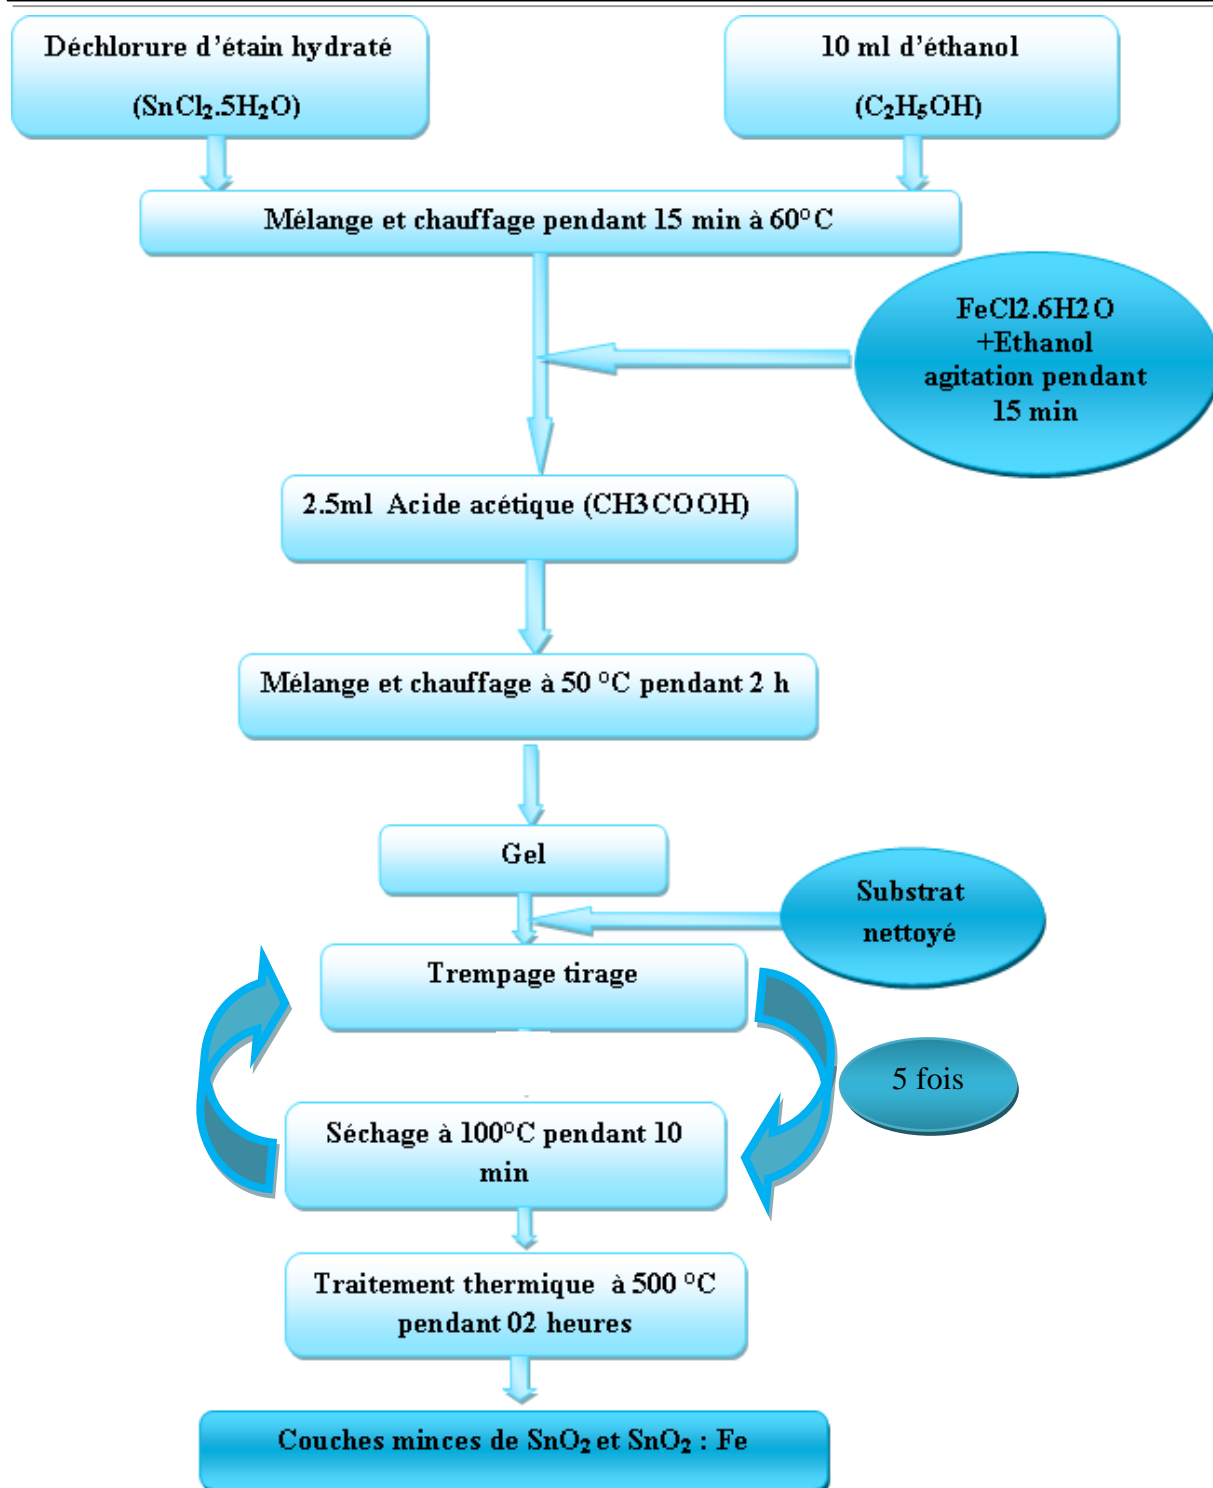 Déchlorure d'étain hydraté
(SnCl₂.5H₂O)
10 ml d'éthanol
(C₂H₅OH)
Mélange et chauffage pendant 15 min à 60°C
FeCl2.6H2O
+Ethanol
agitation pendant
15 min
2.5ml Acide acétique (CH3COOH)
Mélange et chauffage à 50 °C pendant 2 h
Gel
Substrat
nettoyé
Trempage tirage
5 fois
Séchage à 100°C pendant 10
min
Traitement thermique à 500 °C
pendant 02 heures
Couches minces de SnO₂ et SnO₂ : Fe